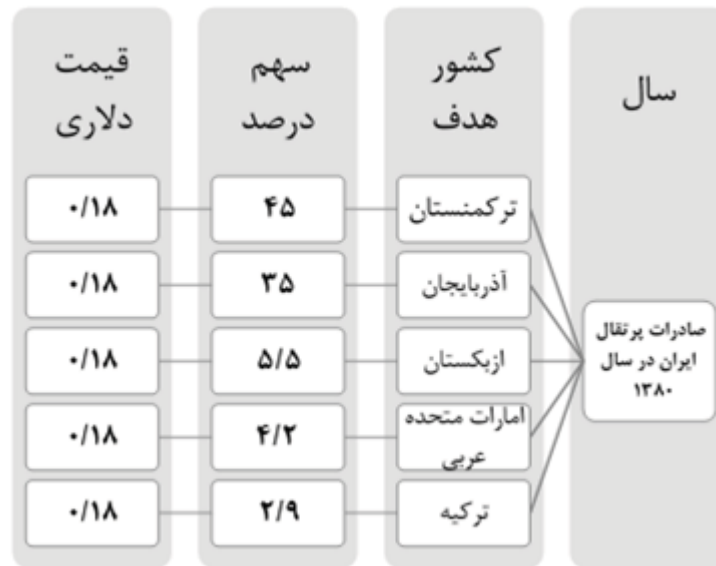 سال
کشور
هدف
سهم
درصد
قیمت
دلاری
صادرات پرتقال
ایران در سال
۱۳۸۰
ترکمنستان
۴۵
۰/۱۸
آذربایجان
۳۵
۰/۱۸
ازبکستان
۵/۵
۰/۱۸
امارات متحده
عربی
۴/۲
۰/۱۸
ترکیه
۲/۹
۰/۱۸